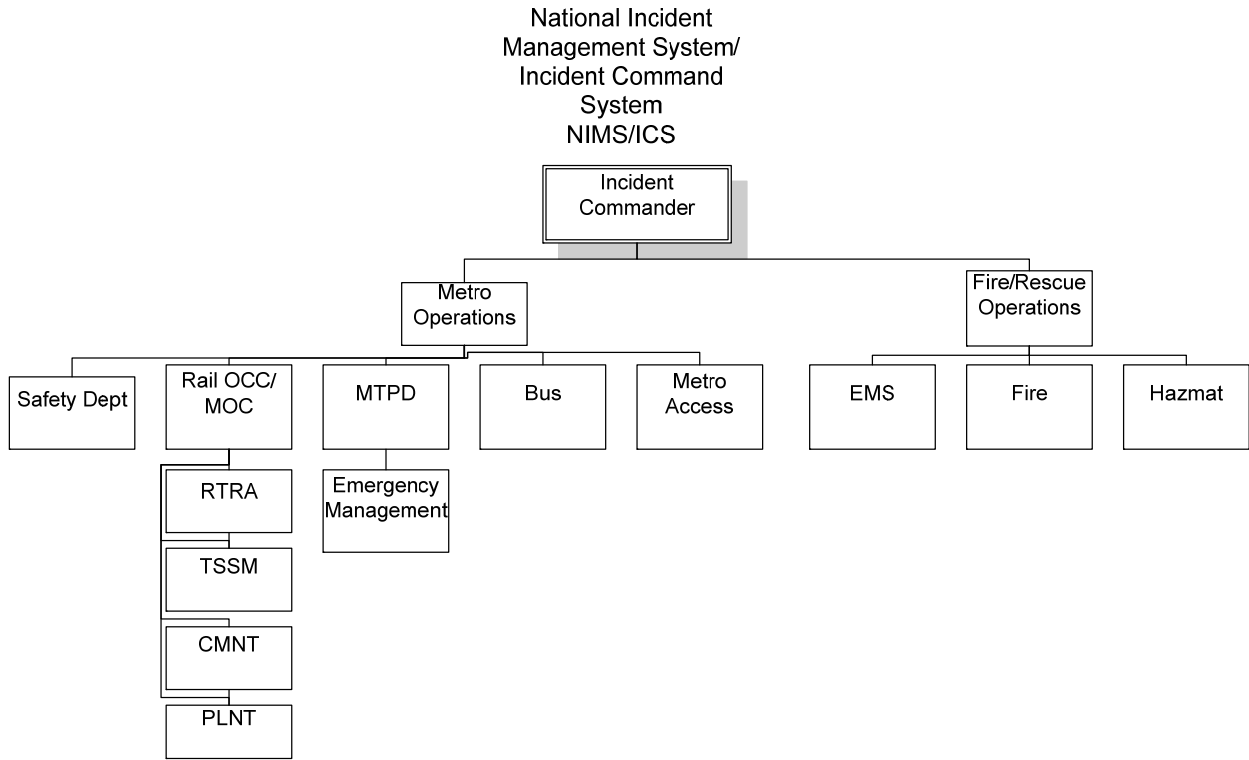 National Incident
Management System/
Incident Command
System
NIMS/ICS
Incident
Commander
Metro
Operations
Fire/Rescue
Operations
Safety Dept
Rail OCC/
MOC
MTPD
Bus
Metro
Access
EMS
Fire
Hazmat
RTRA
Emergency
Management
TSSM
CMNT
PLNT